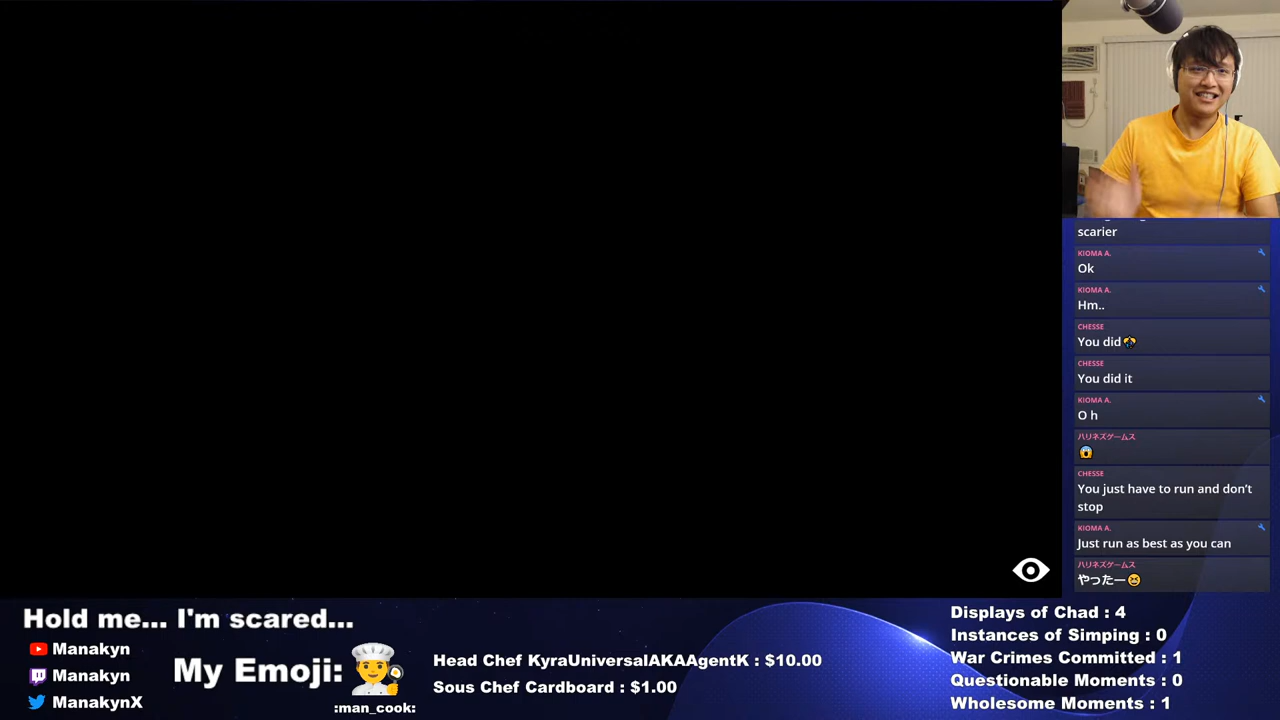 scarier
KIOMA A.
Ok
KIOMA A.
Hm..
CHESSE
You did
CHESSE
You did it
KIOMA A.
O h
ハリネズゲームス
CHESSE
You just have to run and don't
stop
KIOMA A.
Just run as best as you can
ハリネズゲームス
やったー
Hold me... I'm scared...
Manakyn
Manakyn
ManakynX
My Emoji:
:man_cook:
Head Chef KyraUniversalAKAAgentK : $10.00
Sous Chef Cardboard : $1.00
Displays of Chad : 4
Instances of Simping : 0
War Crimes Committed : 1
Questionable Moments : 0
Wholesome Moments : 1